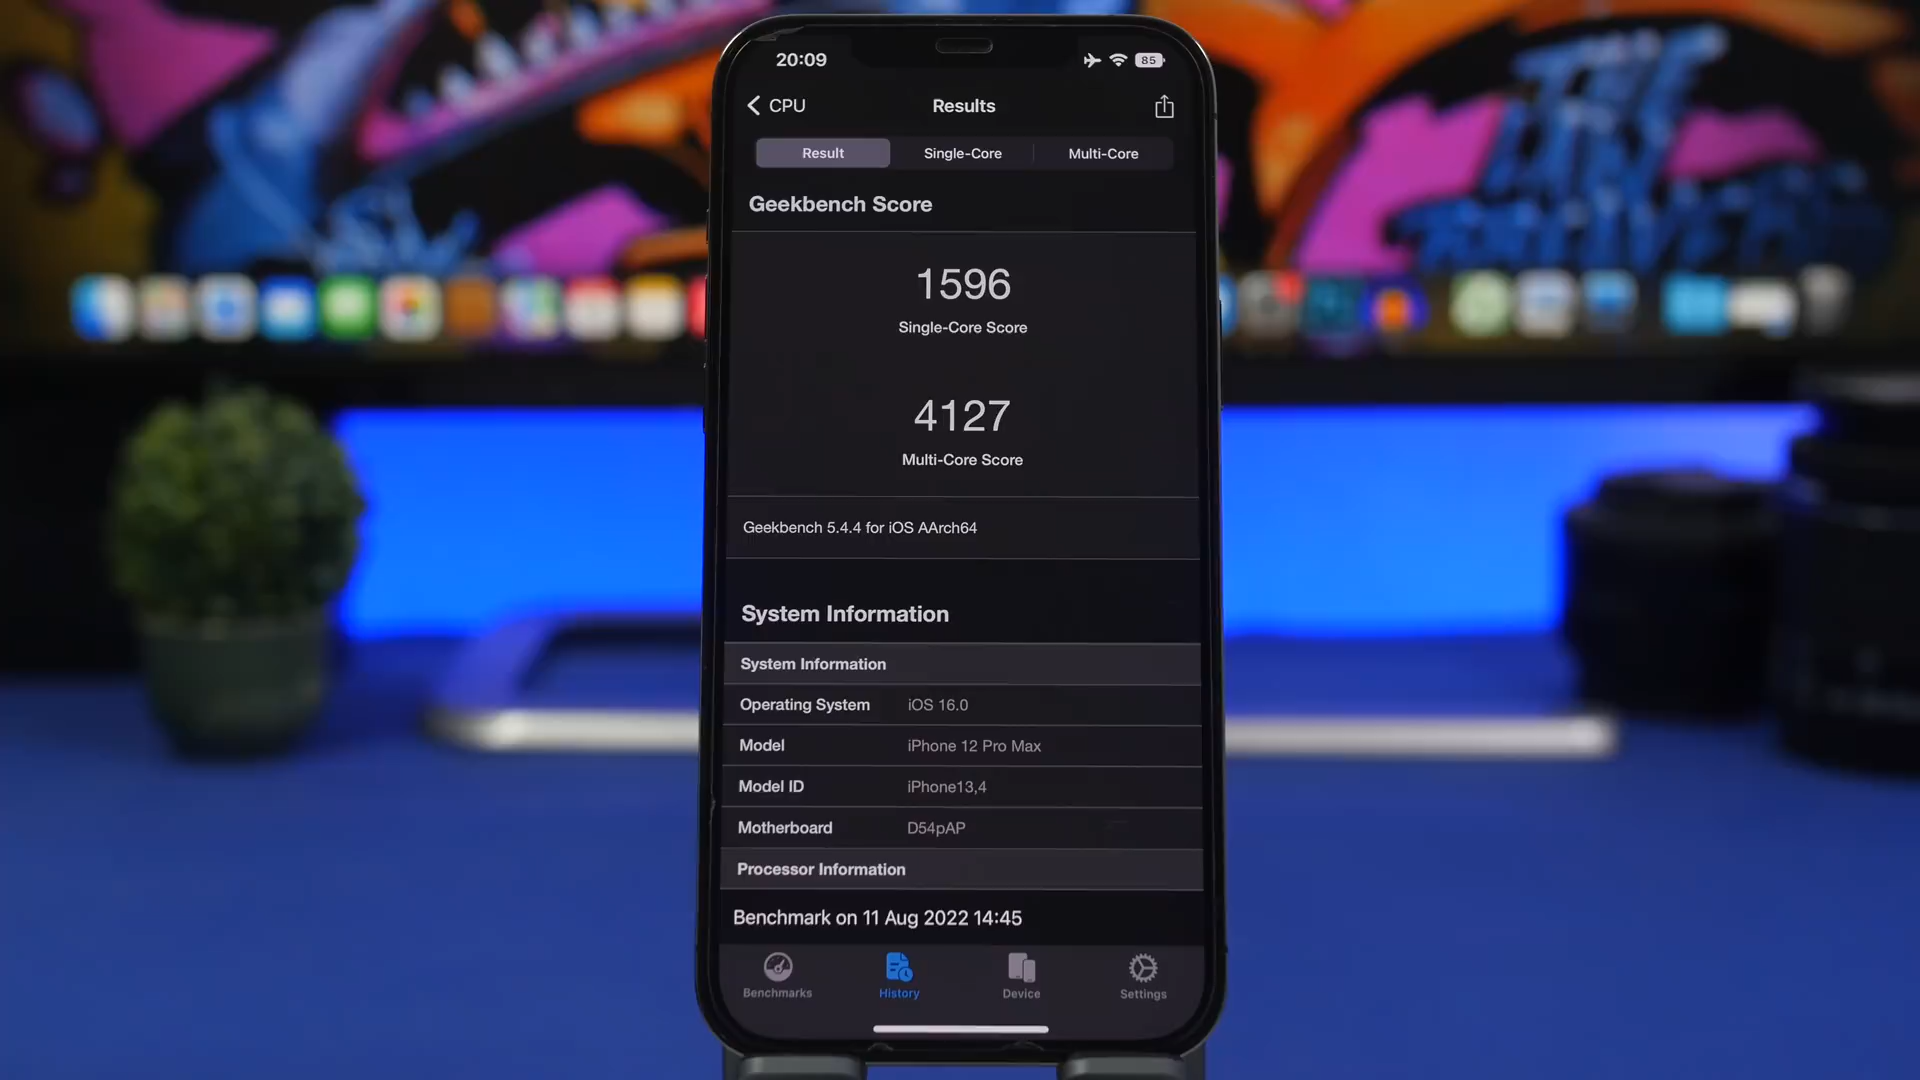 20:09
85
CPU
Results
Result Single-Core Multi-Core
Geekbench Score
1596
Single-Core Score
4127
Multi-Core Score
Geekbench 5.4.4 for iOS AArch64
System Information
System Information
Operating System iOS 16.0
Model iPhone 12 Pro Max
Model ID iPhone13,4
Motherboard D54pAP
Processor Information
Benchmark on 11 Aug 2022 14:45
Benchmarks History Device Settings